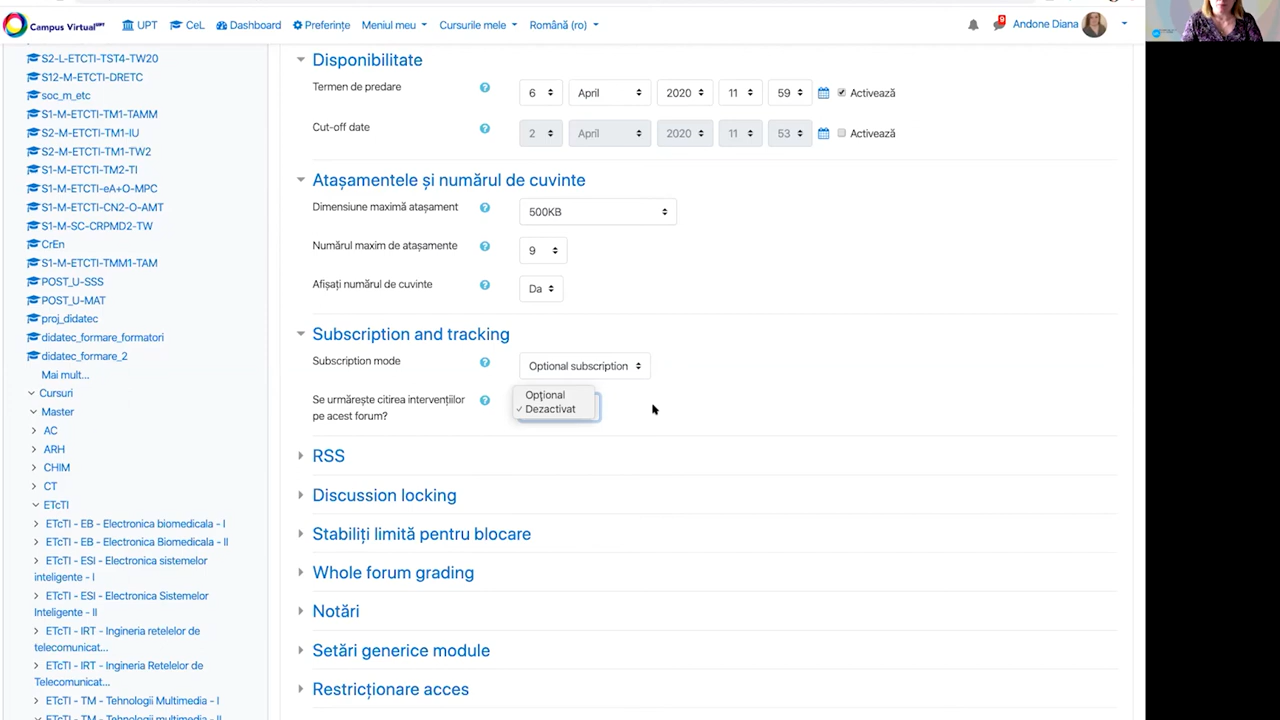 Campus Virtual UPT
UPT
CeL
Dashboard
Preferințe
Meniul meu
Cursurile mele
Română (ro)
9
Andone Diana
S2-L-ETCTI-TST4-TW20
S12-M-ETCTI-DRETC
soc_m_etc
S1-M-ETCTI-TM1-TAMM
S2-M-ETCTI-TM1-IU
S2-M-ETCTI-TM1-TW2
S1-M-ETCTI-TM2-TI
S1-M-ETCTI-eA+O-MPC
S1-M-ETCTI-CN2-O-AMT
S1-M-SC-CRPMD2-TW
CrEn
S1-M-ETCTI-TMM1-TAM
POST_U-SSS
POST_U-MAT
proj_didatec
didatec_formare_formatori
didatec_formare_2
Mai mult...
Cursuri
Master
AC
ARH
CHIM
CT
ETcTI
ETcTI - EB - Electronica biomedicala - I
ETcTI - EB - Electronica Biomedicala - II
ETcTI - ESI - Electronica sistemelor
inteligente - I
ETcTI - ESI - Electronica Sistemelor
Inteligente - II
ETcTI - IRT - Ingineria retelelor de
telecomunicat...
ETcTI - IRT - Ingineria Retelelor de
Telecomunicat...
ETcTI - TM - Tehnologii Multimedia - I
ETcTI - TM - Tehnologii multimedia - II
Disponibilitate
Termen de predare
6 April 2020 11 59 Activează
Cut-off date
2 April 2020 11 53 Activează
Atașamentele și numărul de cuvinte
Dimensiune maximă atașament
500KB
Numărul maxim de atașamente
9
Afișați numărul de cuvinte
Da
Subscription and tracking
Subscription mode
Optional subscription
Se urmărește citirea intervențiilor
pe acest forum?
Opţional
✓ Dezactivat
RSS
Discussion locking
Stabiliți limită pentru blocare
Whole forum grading
Notări
Setări generice module
Restricționare acces